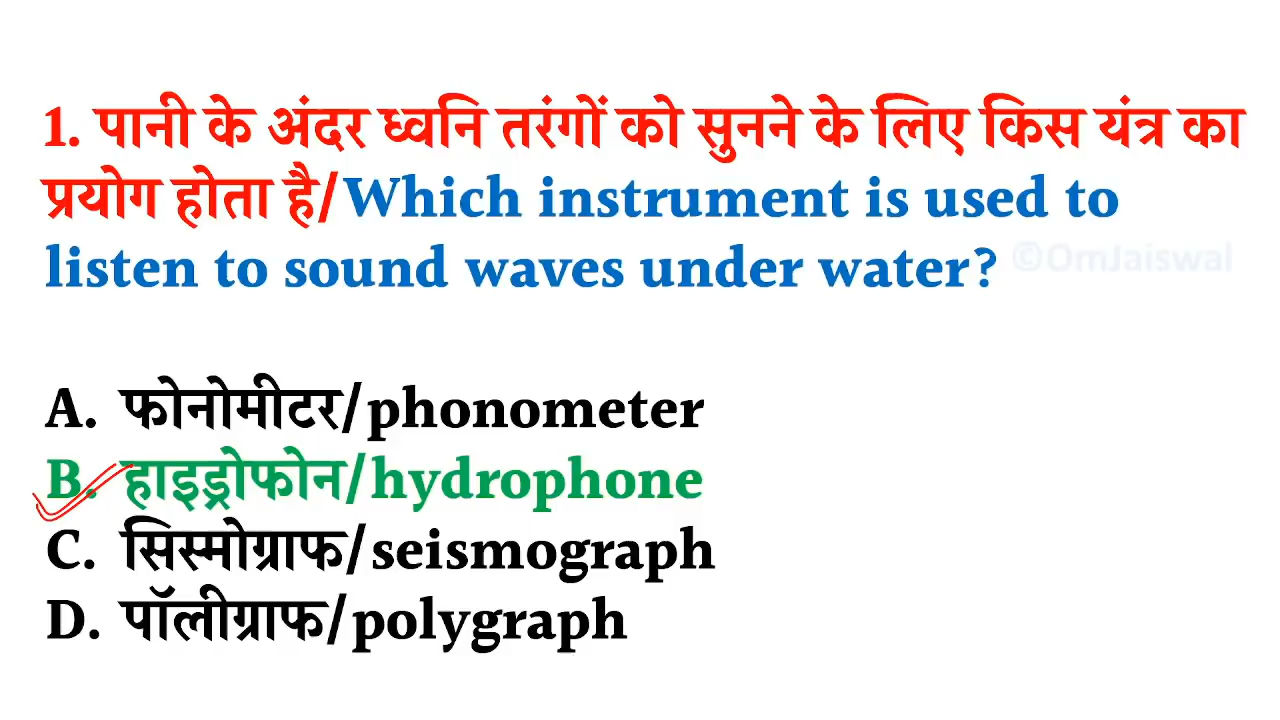 1. पानी के अंदर ध्वनि तरंगों को सुनने के लिए किस यंत्र का
प्रयोग होता है/Which instrument is used to
listen to sound waves under water?
©OmJaiswal
A. फोनोमीटर/phonometer
B. हाइड्रोफोन/hydrophone
C. सिस्मोग्राफ/seismograph
D. पॉलीग्राफ/polygraph